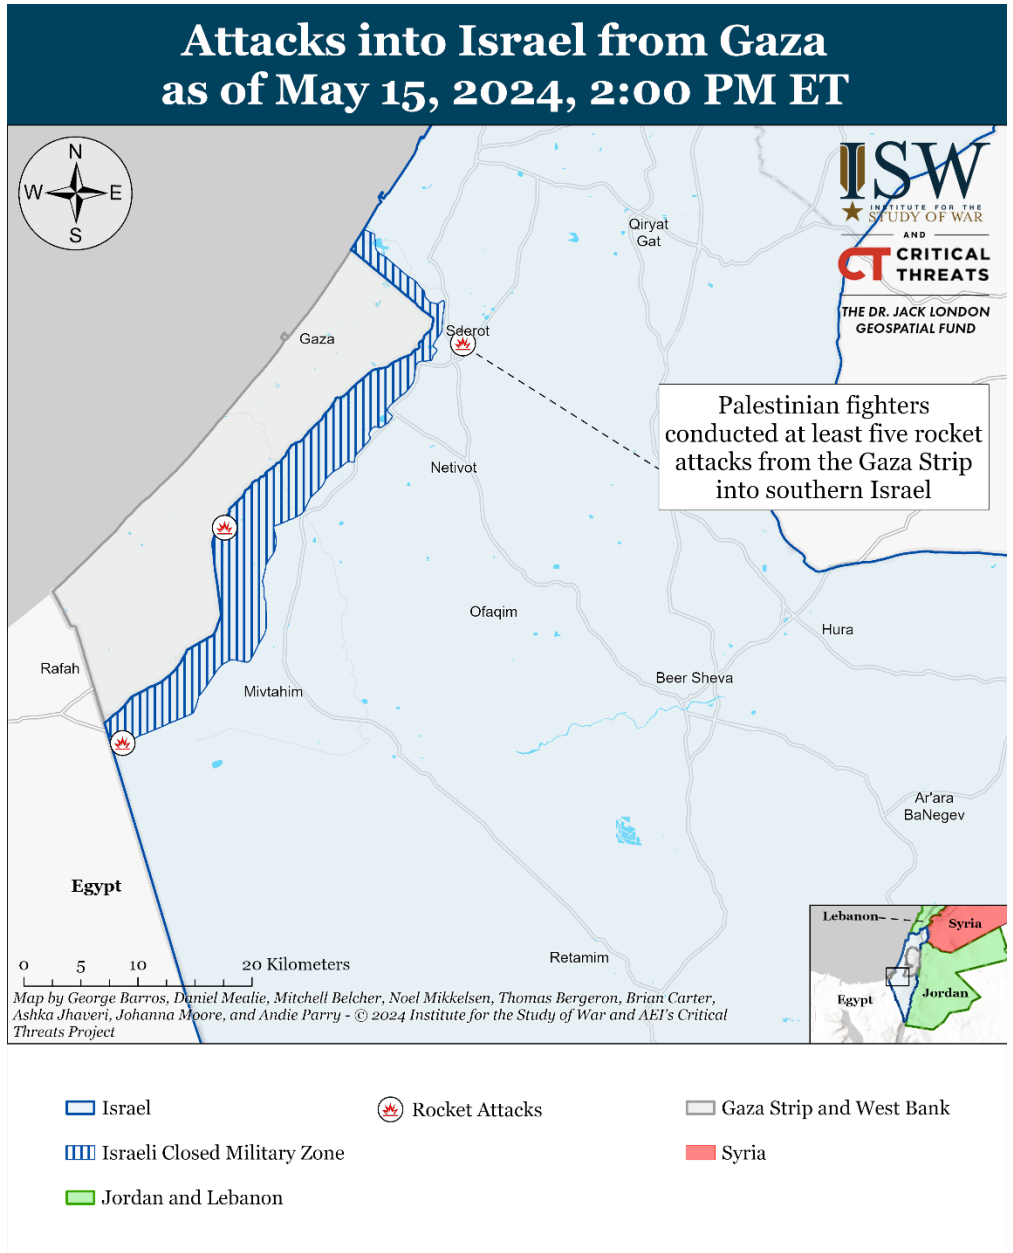 Attacks into Israel from Gaza
as of May 15, 2024, 2:00 PM ET
N
W
E
S
ISW
INSTITUTE FOR THE
STUDY OF WAR
AND
CT CRITICAL
THREATS
THE DR. JACK LONDON
GEOSPATIAL FUND
Qiryat
Gat
Gaza
Sderot
Palestinian fighters
conducted at least five rocket
attacks from the Gaza Strip
into southern Israel
Netivot
Ofaqim
Hura
Rafah
Beer Sheva
Mivtahim
Ar'ara
BaNegev
Egypt
Retamim
0 5 10 20 Kilometers
Map by George Barros, Daniel Mealie, Mitchell Belcher, Noel Mikkelsen, Thomas Bergeron, Brian Carter,
Ashka Jhaveri, Johanna Moore, and Andie Parry - © 2024 Institute for the Study of War and AEI's Critical
Threats Project
Lebanon
Syria
Egypt
Jordan
Israel
Rocket Attacks
Gaza Strip and West Bank
Israeli Closed Military Zone
Syria
Jordan and Lebanon